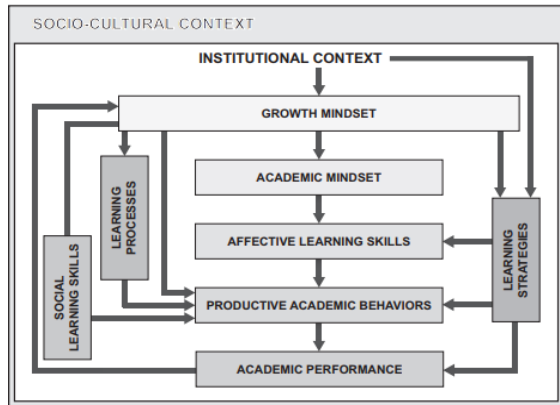 SOCIO-CULTURAL CONTEXT
INSTITUTIONAL CONTEXT
GROWTH MINDSET
ACADEMIC MINDSET
LEARNING
PROCESSES
AFFECTIVE LEARNING SKILLS
LEARNING
STRATEGIES
SOCIAL
LEARNING SKILLS
PRODUCTIVE ACADEMIC BEHAVIORS
ACADEMIC PERFORMANCE